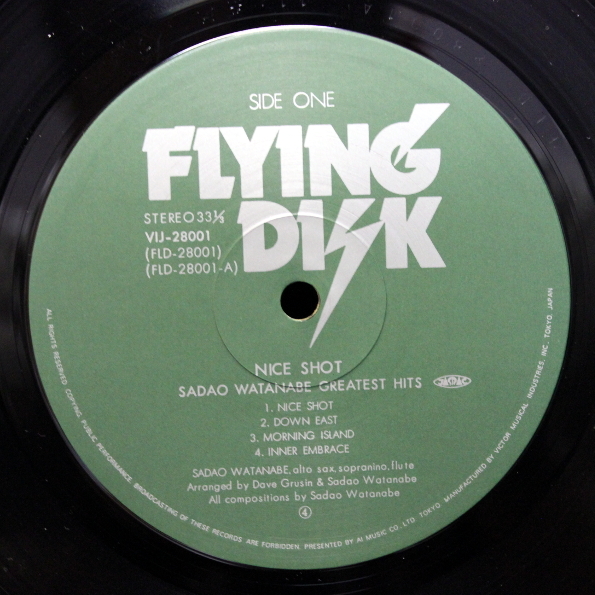 SIDE ONE
FLYING
DISK
STEREO 33⅓
VIJ-28001
(FLD-28001)
(FLD-28001-A)
NICE SHOT
SADAO WATANABE GREATEST HITS JASRAC
1. NICE SHOT
2. DOWN EAST
3. MORNING ISLAND
4. INNER EMBRACE
SADAO WATANABE, alto sax, sopranino, flute
Arranged by Dave Grusin & Sadao Watanabe
All compositions by Sadao Watanabe
④
ALL RIGHTS RESERVED. COPYING, PUBLIC PERFORMANCE, BROADCASTING OF THESE RECORDS ARE FORBIDDEN. PRESENTED BY AI MUSIC CO., LTD. TOKYO. MANUFACTURED BY VICTOR MUSICAL INDUSTRIES, INC. TOKYO, JAPAN